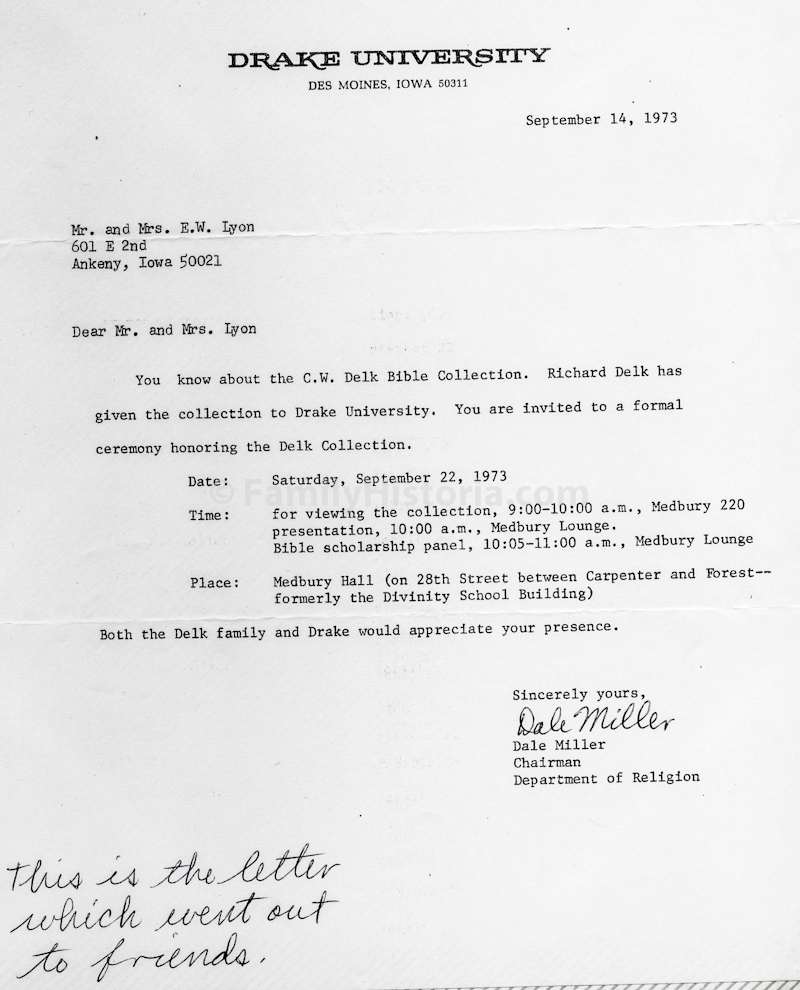 DRAKE UNIVERSITY
DES MOINES, IOWA 50311
September 14, 1973
Mr. and Mrs. E.W. Lyon
601 E 2nd
Ankeny, Iowa 50021
Dear Mr. and Mrs. Lyon
You know about the C.W. Delk Bible Collection. Richard Delk has
given the collection to Drake University. You are invited to a formal
ceremony honoring the Delk Collection.
Date: Saturday, September 22, 1973
© FamilyHistoria.com
Time: for viewing the collection, 9:00-10:00 a.m., Medbury 220
presentation, 10:00 a.m., Medbury Lounge.
Bible scholarship panel, 10:05-11:00 a.m., Medbury Lounge
Place: Medbury Hall (on 28th Street between Carpenter and Forest--
formerly the Divinity School Building)
Both the Delk family and Drake would appreciate your presence.
Sincerely yours,
Dale Miller
Dale Miller
Chairman
Department of Religion
This is the letter
which went out
to friends.